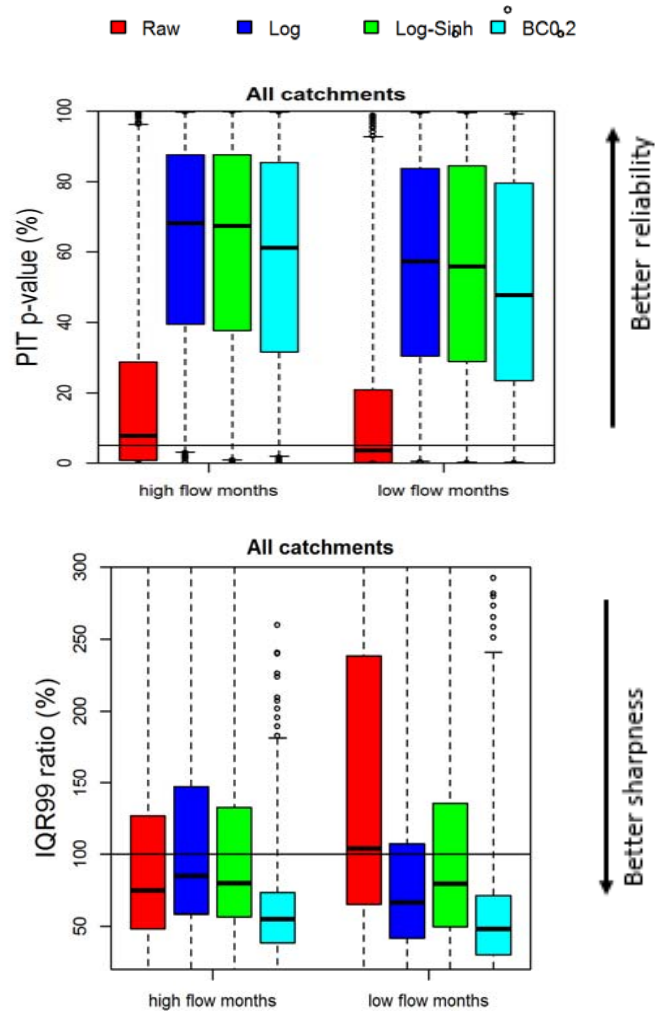 Raw Log Log-Sinh BC0.2
All catchments
PIT p-value (%)
100
80
60
40
20
0
high flow months low flow months
Better reliability
All catchments
IQR99 ratio (%)
300
250
200
150
100
50
high flow months low flow months
Better sharpness